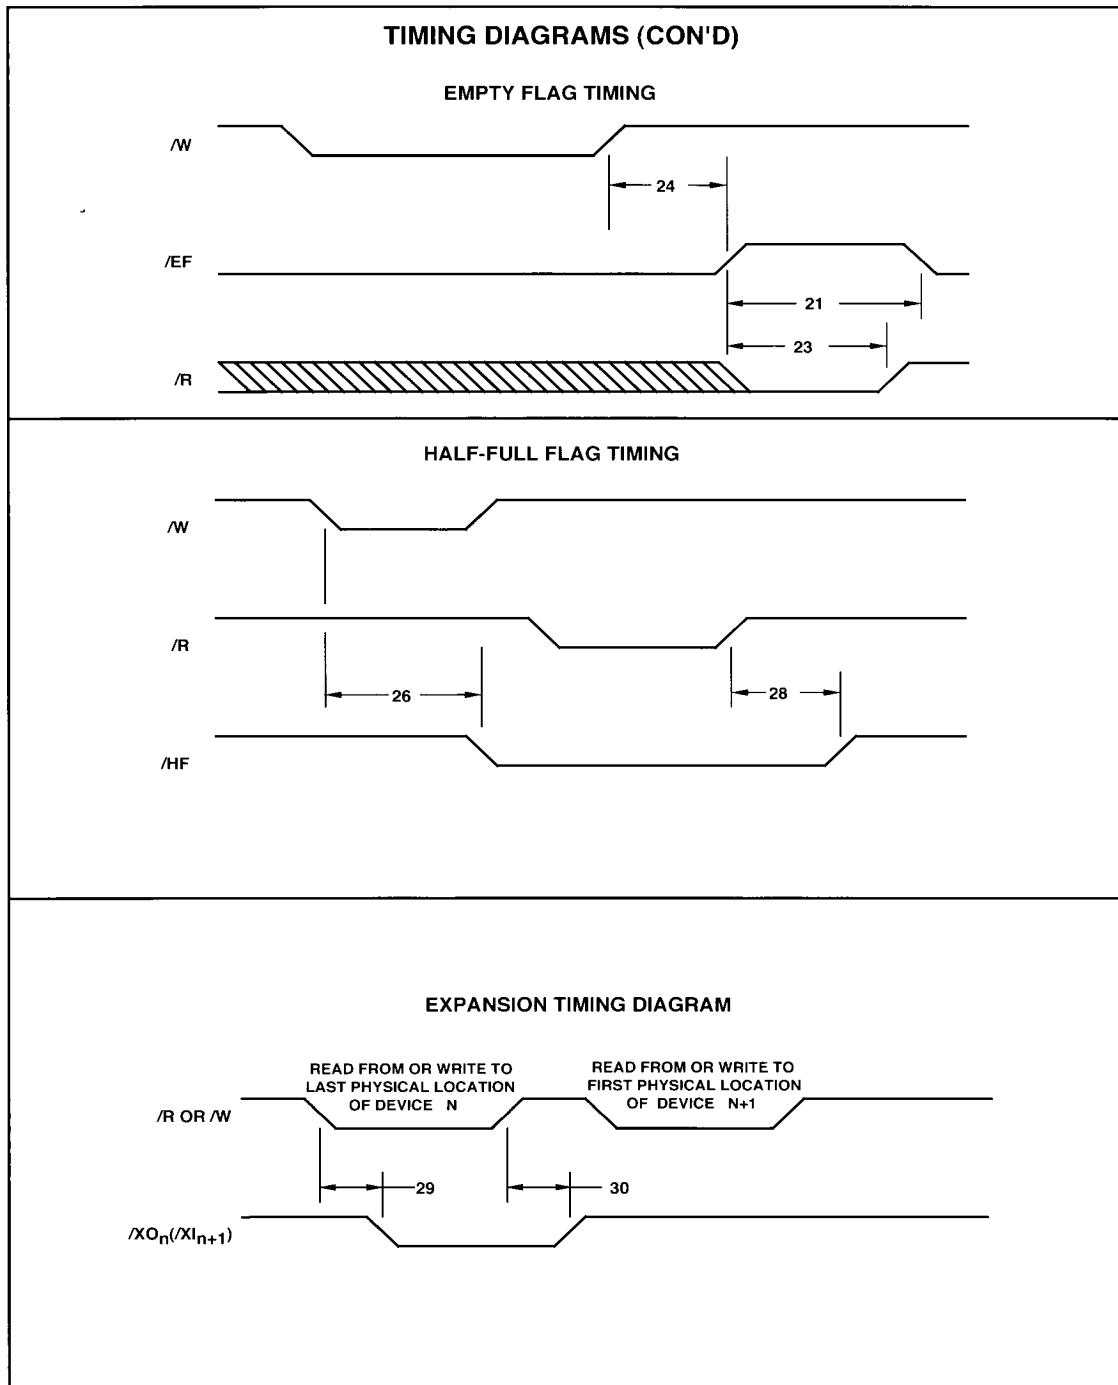 TIMING DIAGRAMS (CON'D)
EMPTY FLAG TIMING
/W
24
/EF
21
23
/R
HALF-FULL FLAG TIMING
/W
/R
26
28
/HF
EXPANSION TIMING DIAGRAM
READ FROM OR WRITE TO
LAST PHYSICAL LOCATION
OF DEVICE N
READ FROM OR WRITE TO
FIRST PHYSICAL LOCATION
OF DEVICE N+1
/R OR /W
29
30
/XOn(/XIn+1)